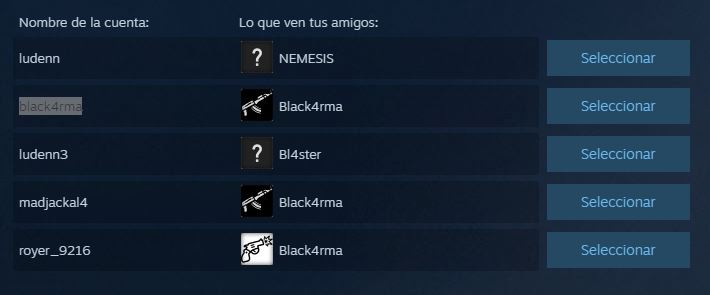 Nombre de la cuenta: Lo que ven tus amigos:
ludenn ? NEMESIS Seleccionar
black4rma Black4rma Seleccionar
ludenn3 ? Bl4ster Seleccionar
madjackal4 Black4rma Seleccionar
royer_9216 Black4rma Seleccionar